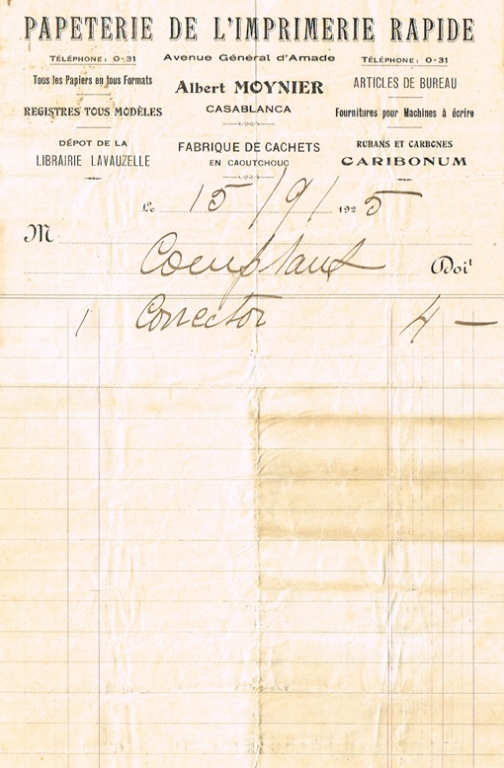 PAPETERIE DE L'IMPRIMERIE RAPIDE
TÉLÉPHONE: 0-31 Avenue Général d'Amade TÉLÉPHONE: 0-31
Tous les Papiers en tous Formats Albert MOYNIER ARTICLES DE BUREAU
CASABLANCA
REGISTRES TOUS MODÈLES Fournitures pour Machines à écrire
DÉPOT DE LA FABRIQUE DE CACHETS RUBANS ET CARBONES
LIBRAIRIE LAVAUZELLE EN CAOUTCHOUC CARIBONUM
Le 15/9/ 1925
M
Comptant Doit
1 Corrector 4 —